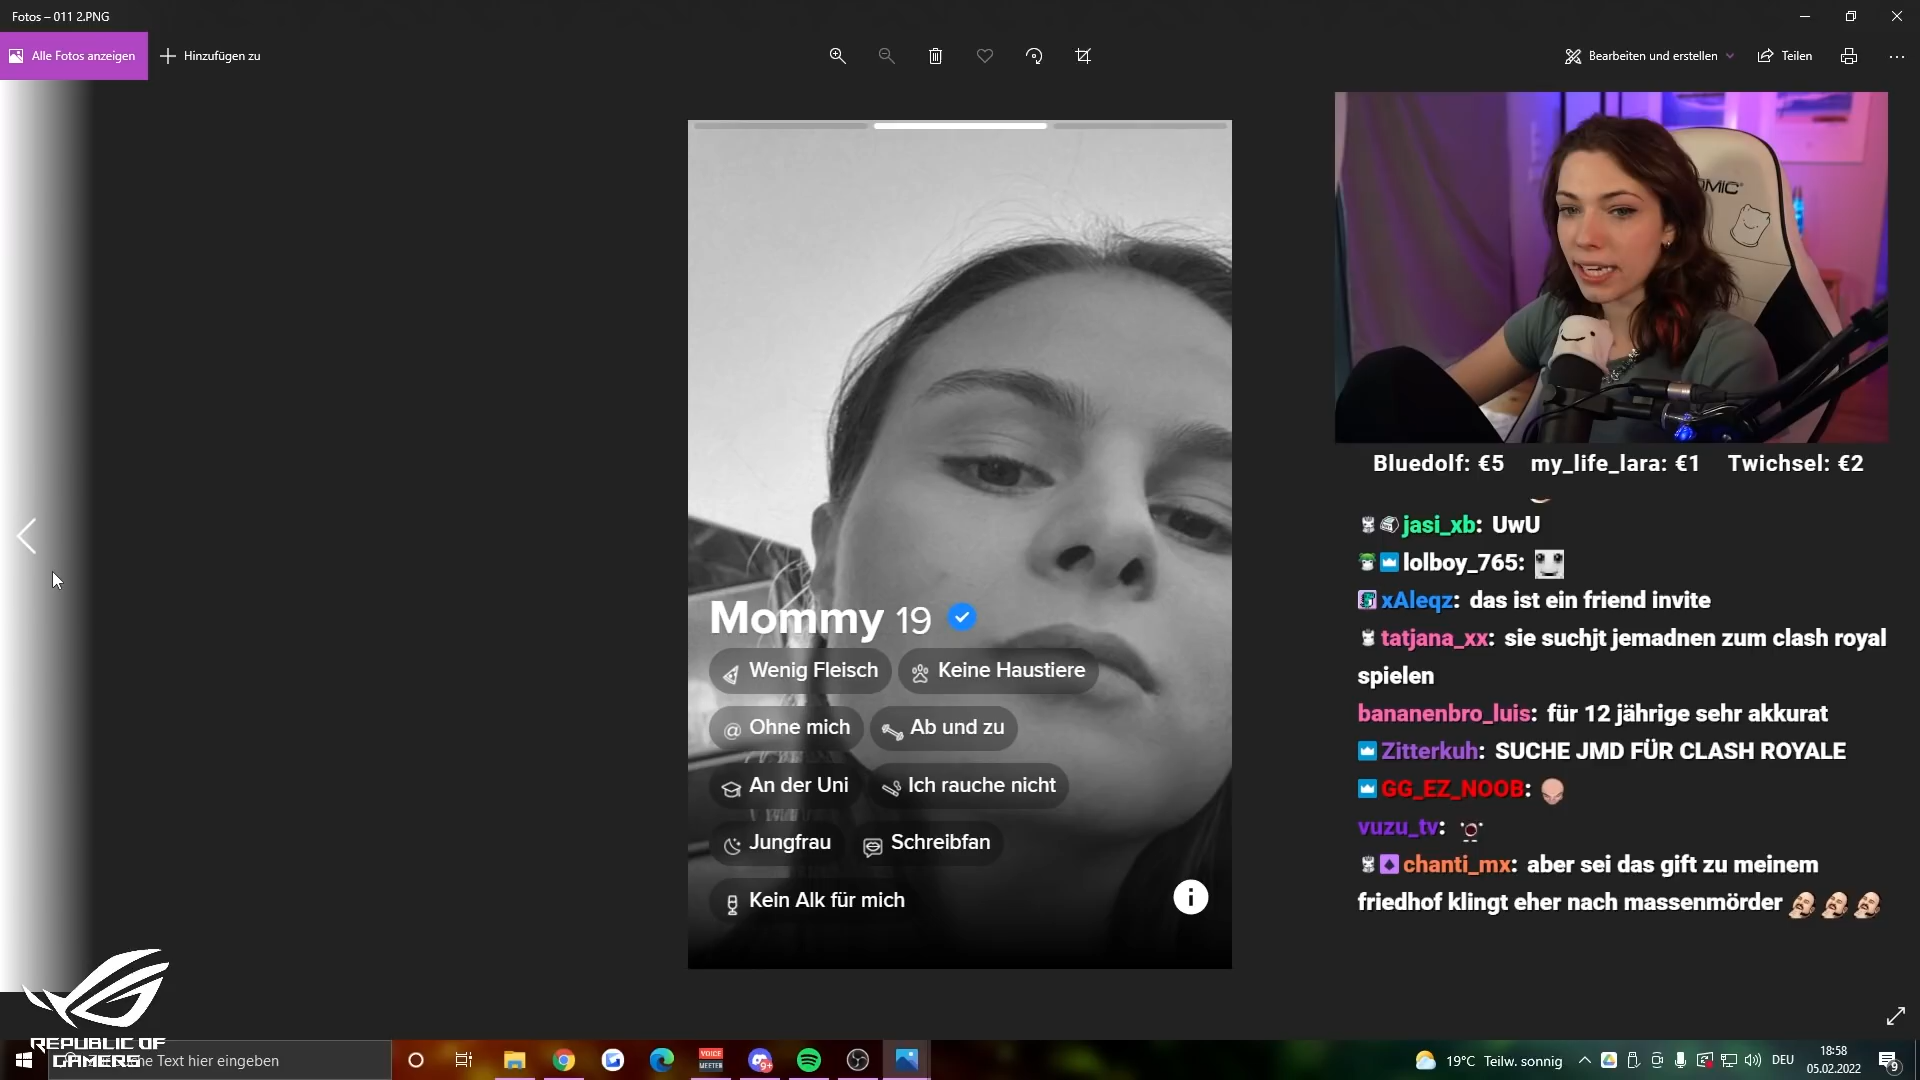 Fotos – 011 2.PNG
Alle Fotos anzeigen
Hinzufügen zu
Bearbeiten und erstellen
Teilen
OMIC
Bluedolf: €5 my_life_lara: €1 Twichsel: €2
jasi_xb: UwU
lolboy_765:
xAleqz: das ist ein friend invite
tatjana_xx: sie suchjt jemadnen zum clash royal
spielen
bananenbro_luis: für 12 jährige sehr akkurat
Zitterkuh: SUCHE JMD FÜR CLASH ROYALE
GG_EZ_NOOB:
vuzu_tv:
chanti_mx: aber sei das gift zu meinem
friedhof klingt eher nach massenmörder
Mommy 19
Wenig Fleisch
Keine Haustiere
Ohne mich
Ab und zu
An der Uni
Ich rauche nicht
Jungfrau
Schreibfan
Kein Alk für mich
REPUBLIC OF
GAMERS
Text hier eingeben
VOICE
MEETER
9+
19°C Teilw. sonnig
DEU
18:58
05.02.2022
9